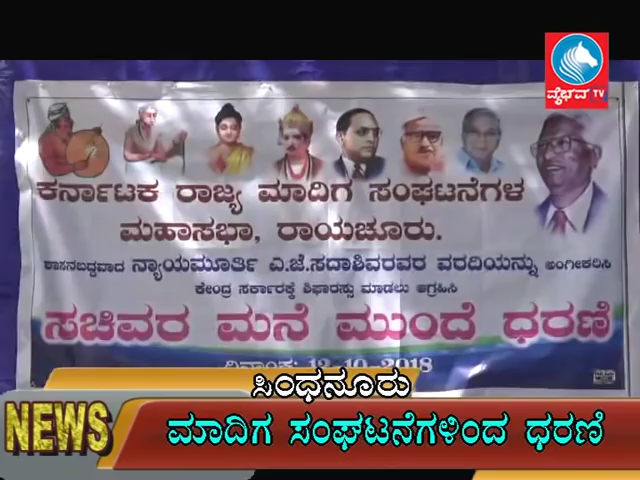 ವೈಭವ TV
ಕರ್ನಾಟಕ ರಾಜ್ಯ ಮಾದಿಗ ಸಂಘಟನೆಗಳ
ಮಹಾಸಭಾ, ರಾಯಚೂರು.
ಶಾಸನಬದ್ದವಾದ ನ್ಯಾಯಮೂರ್ತಿ ಎ.ಜೆ.ಸದಾಶಿವರವರ ವರದಿಯನ್ನು ಅಂಗೀಕರಿಸಿ
ಕೇಂದ್ರ ಸರ್ಕಾರಕ್ಕೆ ಶಿಫಾರಸ್ಸು ಮಾಡಲು ಆಗ್ರಹಿಸಿ
ಸಚಿವರ ಮನೆ ಮುಂದೆ ಧರಣಿ
ದಿನಾಂಕ: 12-10-2018
ಸಿಂಧನೂರು
NEWS ಮಾದಿಗ ಸಂಘಟನೆಗಳಿಂದ ಧರಣಿ